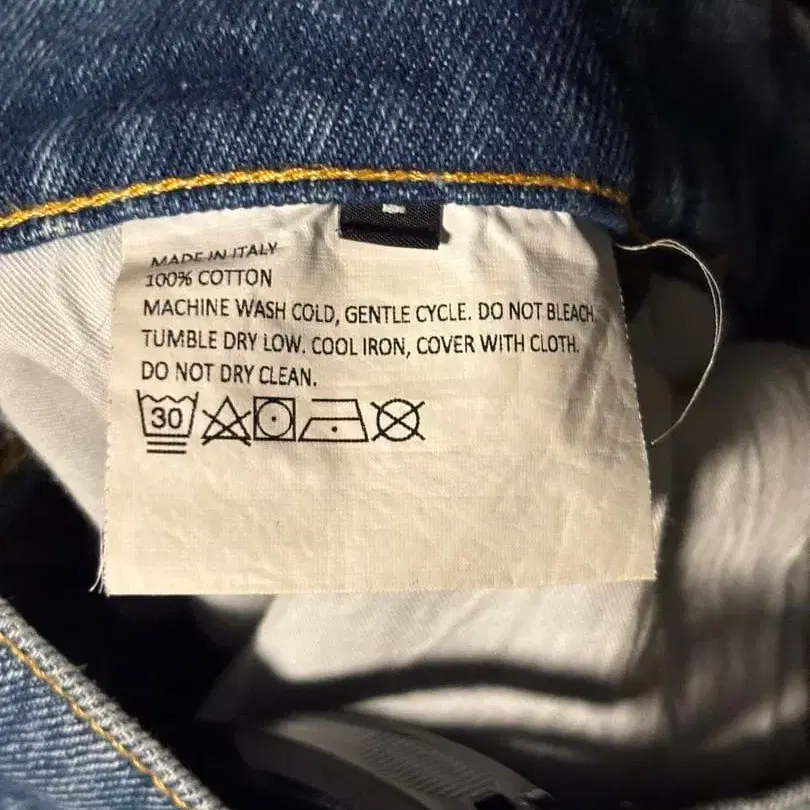 MADE IN ITALY
100% COTTON
MACHINE WASH COLD, GENTLE CYCLE. DO NOT BLEACH.
TUMBLE DRY LOW. COOL IRON, COVER WITH CLOTH.
DO NOT DRY CLEAN.
30